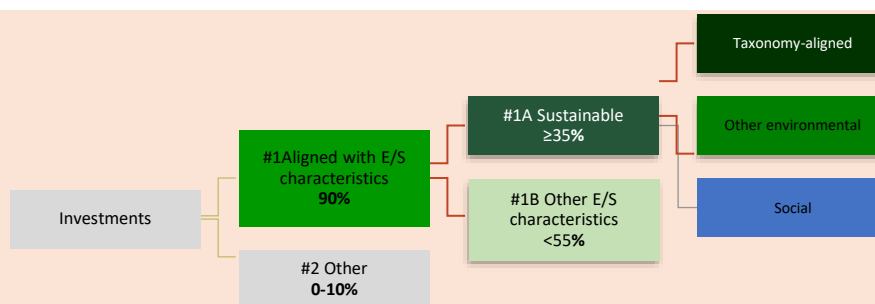 Investments
#1Aligned with E/S
characteristics
90%
#2 Other
0-10%
#1A Sustainable
≥35%
#1B Other E/S
characteristics
<55%
Taxonomy-aligned
Other environmental
Social